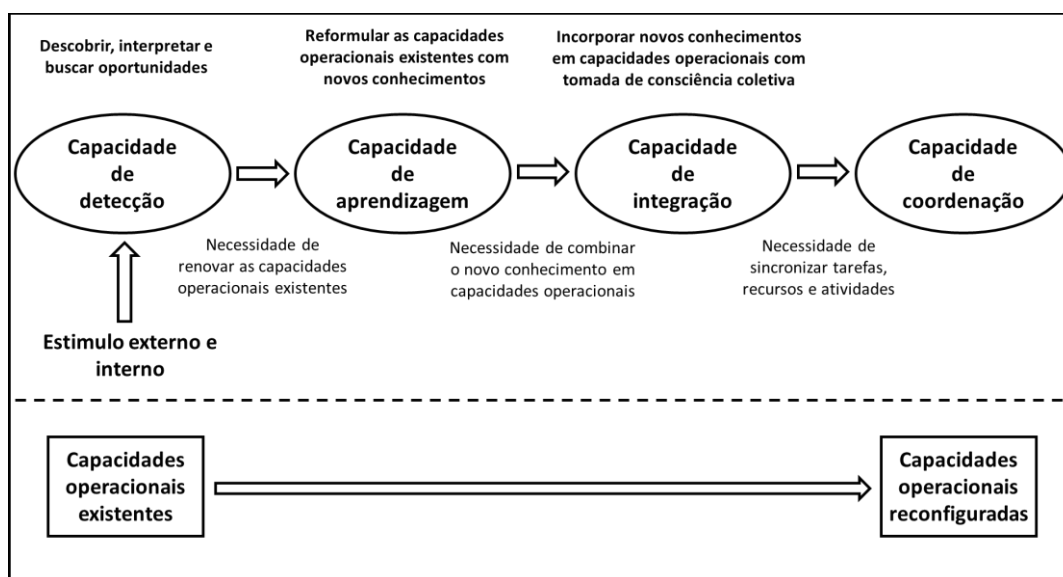 Descobrir, interpretar e
buscar oportunidades
Reformular as capacidades
operacionais existentes com
novos conhecimentos
Incorporar novos conhecimentos
em capacidades operacionais com
tomada de consciência coletiva
Capacidade
de
detecção
Capacidade
de
aprendizagem
Capacidade
de
integração
Capacidade
de
coordenação
Necessidade de
renovar as capacidades
operacionais existentes
Necessidade de combinar
o novo conhecimento em
capacidades operacionais
Necessidade de
sincronizar tarefas,
recursos e atividades
Estimulo externo e
interno
Capacidades
operacionais
existentes
Capacidades
operacionais
reconfiguradas